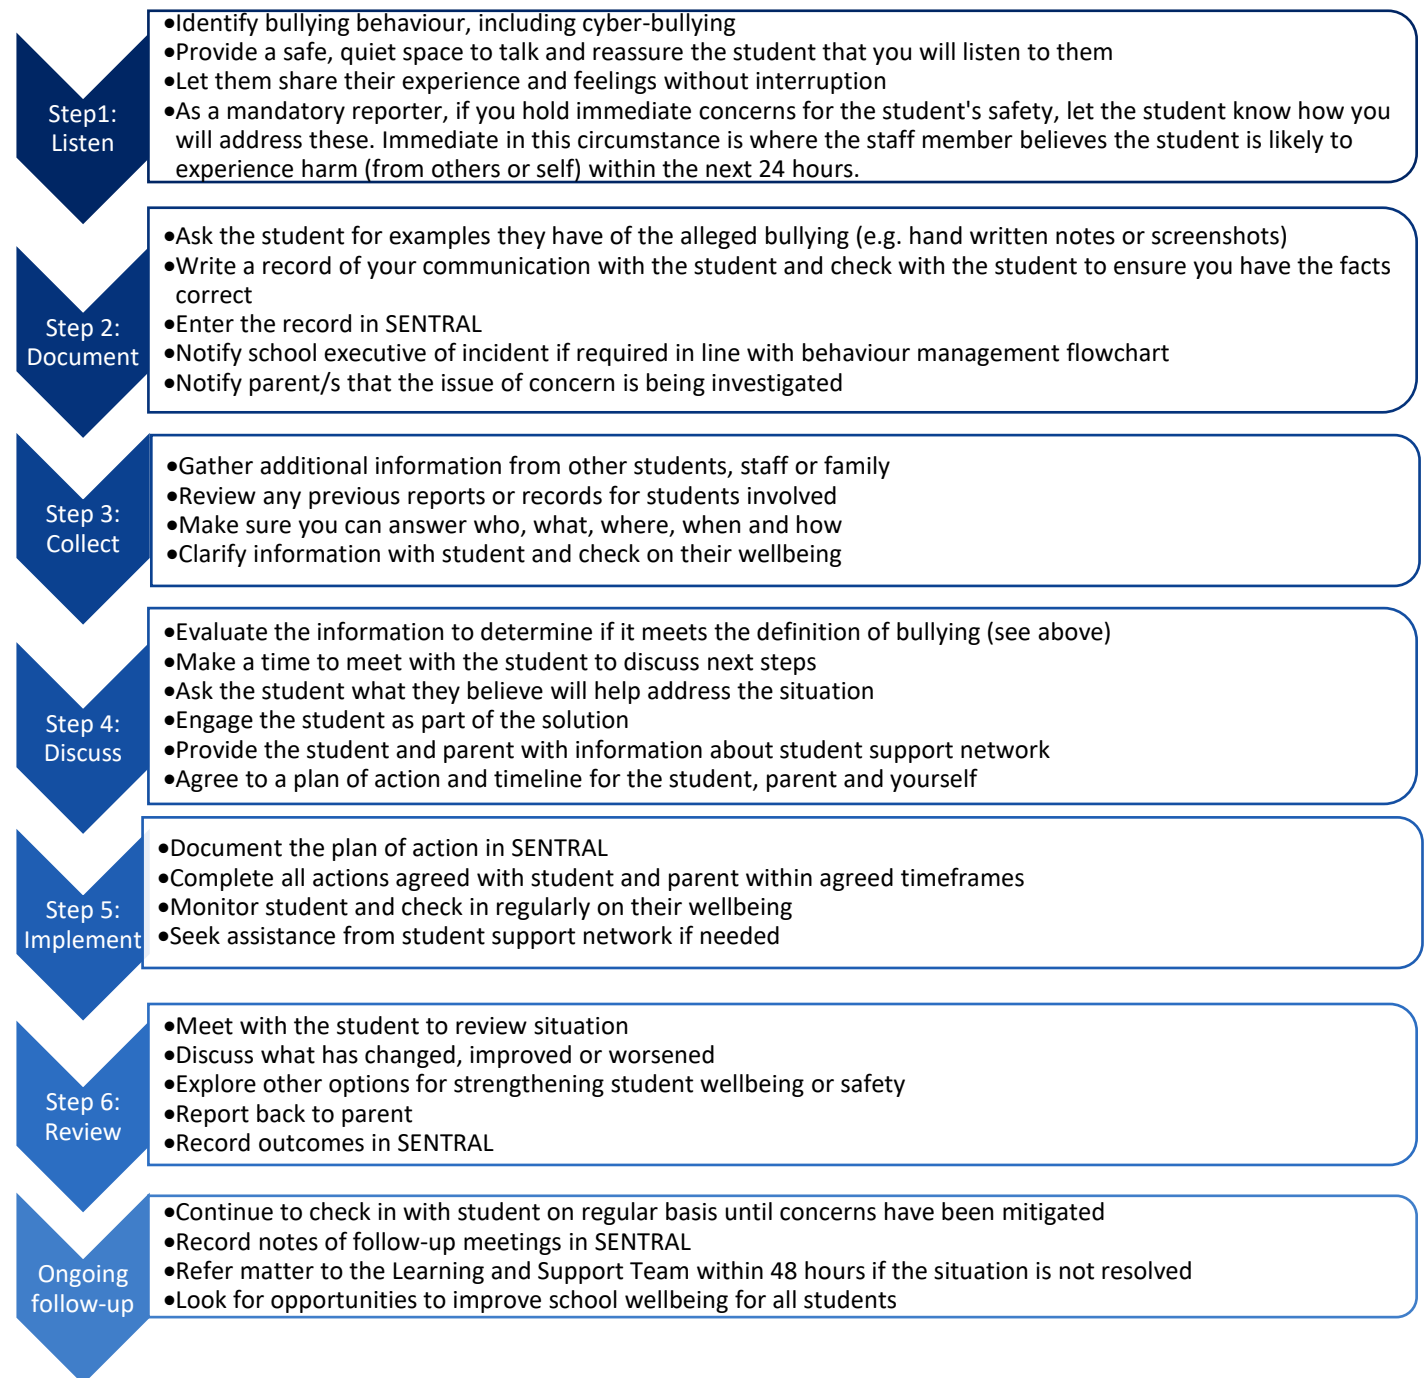 Step1:
Listen
•Identify bullying behaviour, including cyber-bullying
•Provide a safe, quiet space to talk and reassure the student that you will listen to them
•Let them share their experience and feelings without interruption
•As a mandatory reporter, if you hold immediate concerns for the student's safety, let the student know how you
will address these. Immediate in this circumstance is where the staff member believes the student is likely to
experience harm (from others or self) within the next 24 hours.
Step 2:
Document
•Ask the student for examples they have of the alleged bullying (e.g. hand written notes or screenshots)
•Write a record of your communication with the student and check with the student to ensure you have the facts
correct
•Enter the record in SENTRAL
•Notify school executive of incident if required in line with behaviour management flowchart
•Notify parent/s that the issue of concern is being investigated
Step 3:
Collect
•Gather additional information from other students, staff or family
•Review any previous reports or records for students involved
•Make sure you can answer who, what, where, when and how
•Clarify information with student and check on their wellbeing
Step 4:
Discuss
•Evaluate the information to determine if it meets the definition of bullying (see above)
•Make a time to meet with the student to discuss next steps
•Ask the student what they believe will help address the situation
•Engage the student as part of the solution
•Provide the student and parent with information about student support network
•Agree to a plan of action and timeline for the student, parent and yourself
Step 5:
Implement
•Document the plan of action in SENTRAL
•Complete all actions agreed with student and parent within agreed timeframes
•Monitor student and check in regularly on their wellbeing
•Seek assistance from student support network if needed
Step 6:
Review
•Meet with the student to review situation
•Discuss what has changed, improved or worsened
•Explore other options for strengthening student wellbeing or safety
•Report back to parent
•Record outcomes in SENTRAL
Ongoing
follow-up
•Continue to check in with student on regular basis until concerns have been mitigated
•Record notes of follow-up meetings in SENTRAL
•Refer matter to the Learning and Support Team within 48 hours if the situation is not resolved
•Look for opportunities to improve school wellbeing for all students